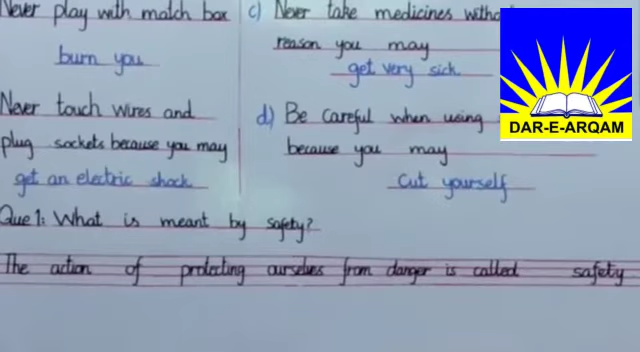 Never play with match box
burn you
c) Never take medicines
reason you may
get very sick
Never touch wires and
plug sockets because you may
get an electric shock
d) Be careful when using
because you may
cut yourself
Que 1: What is meant by safety?
The action of protecting ourselves from danger is called safety
DAR-E-ARQAM